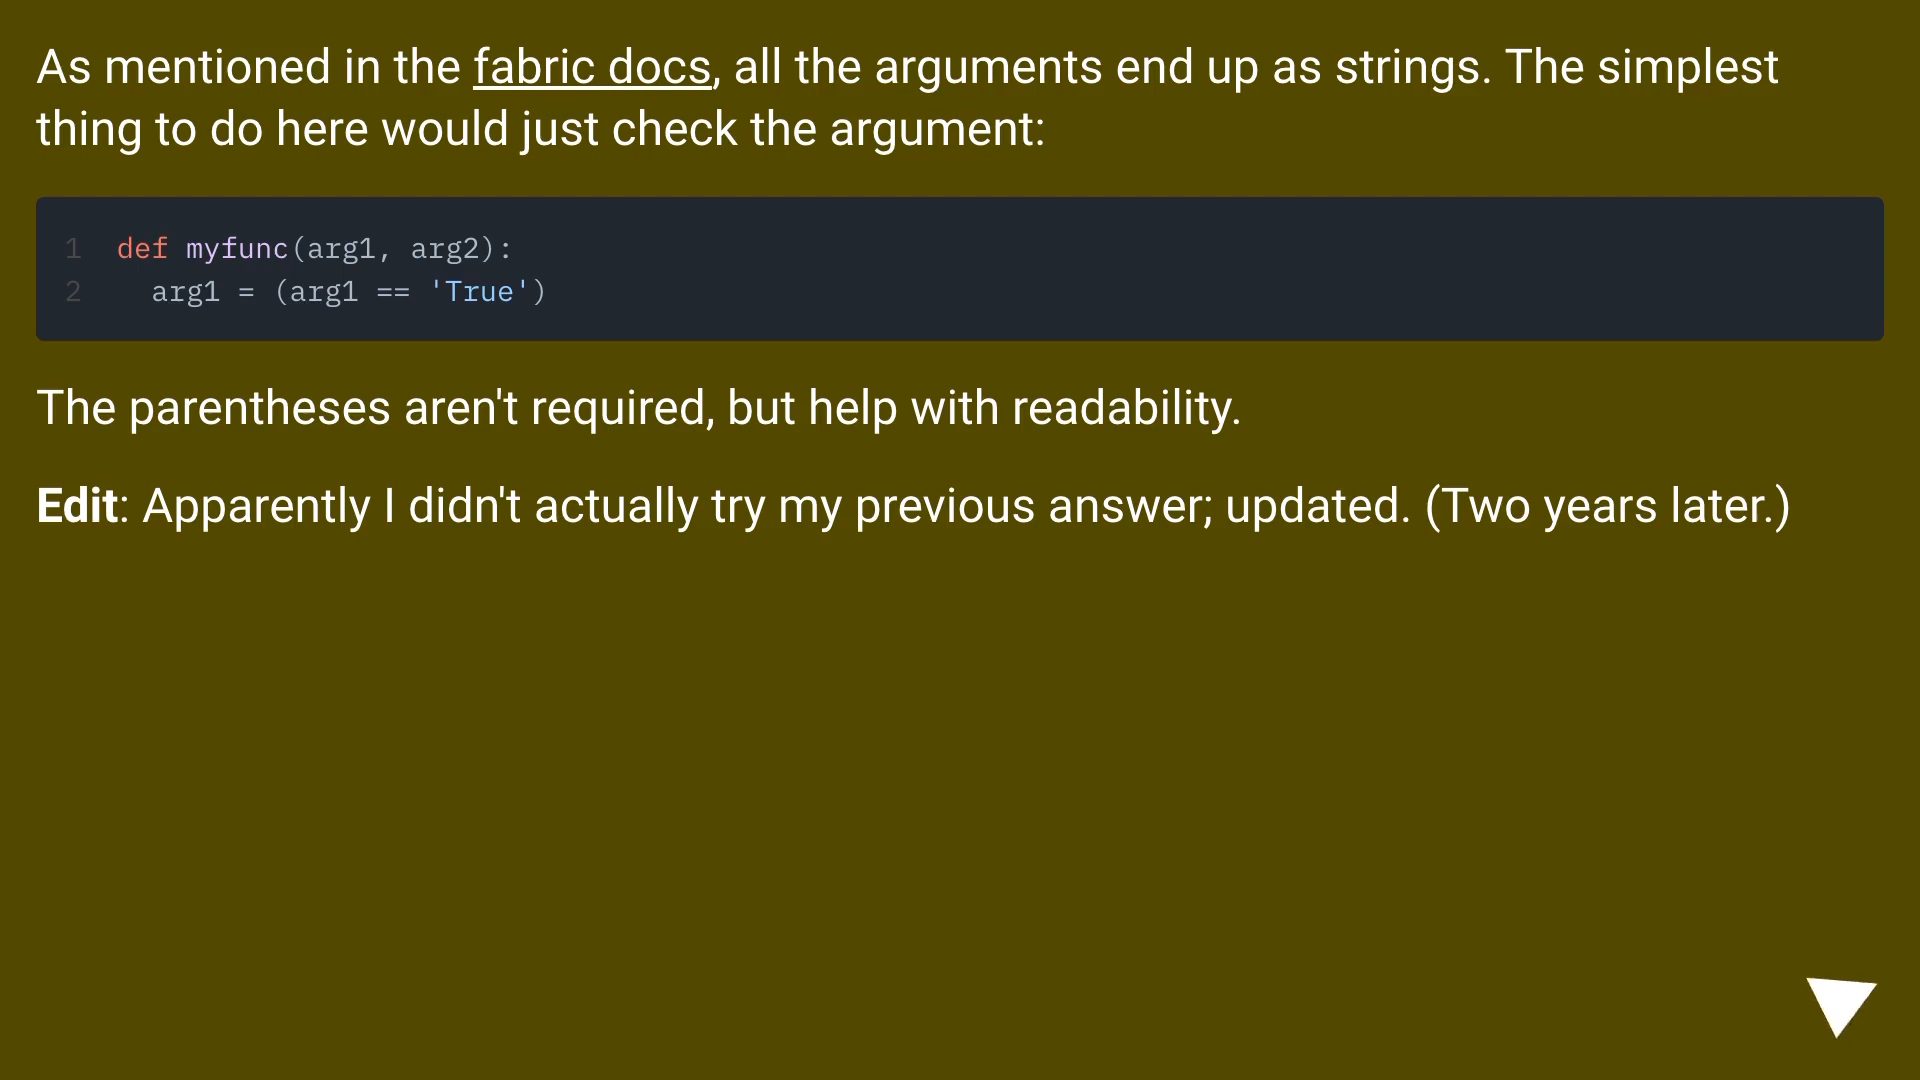 As mentioned in the fabric docs, all the arguments end up as strings. The simplest
thing to do here would just check the argument:
1 def myfunc(arg1, arg2):
2   arg1 = (arg1 == 'True')
The parentheses aren't required, but help with readability.
Edit: Apparently I didn't actually try my previous answer; updated. (Two years later.)